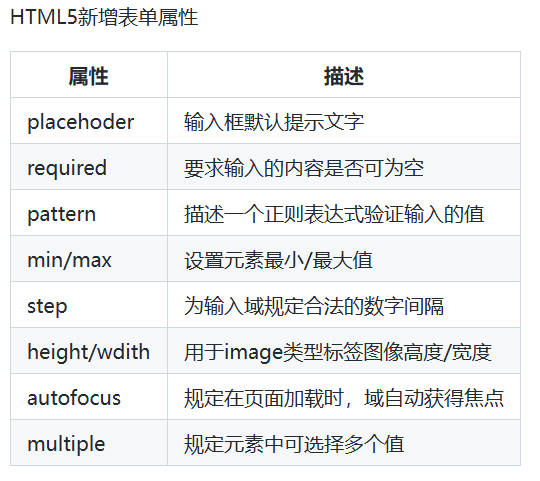 HTML5新增表单属性
属性 描述
placehoder 输入框默认提示文字
required 要求输入的内容是否可为空
pattern 描述一个正则表达式验证输入的值
min/max 设置元素最小/最大值
step 为输入域规定合法的数字间隔
height/wdith 用于image类型标签图像高度/宽度
autofocus 规定在页面加载时，域自动获得焦点
multiple 规定元素中可选择多个值